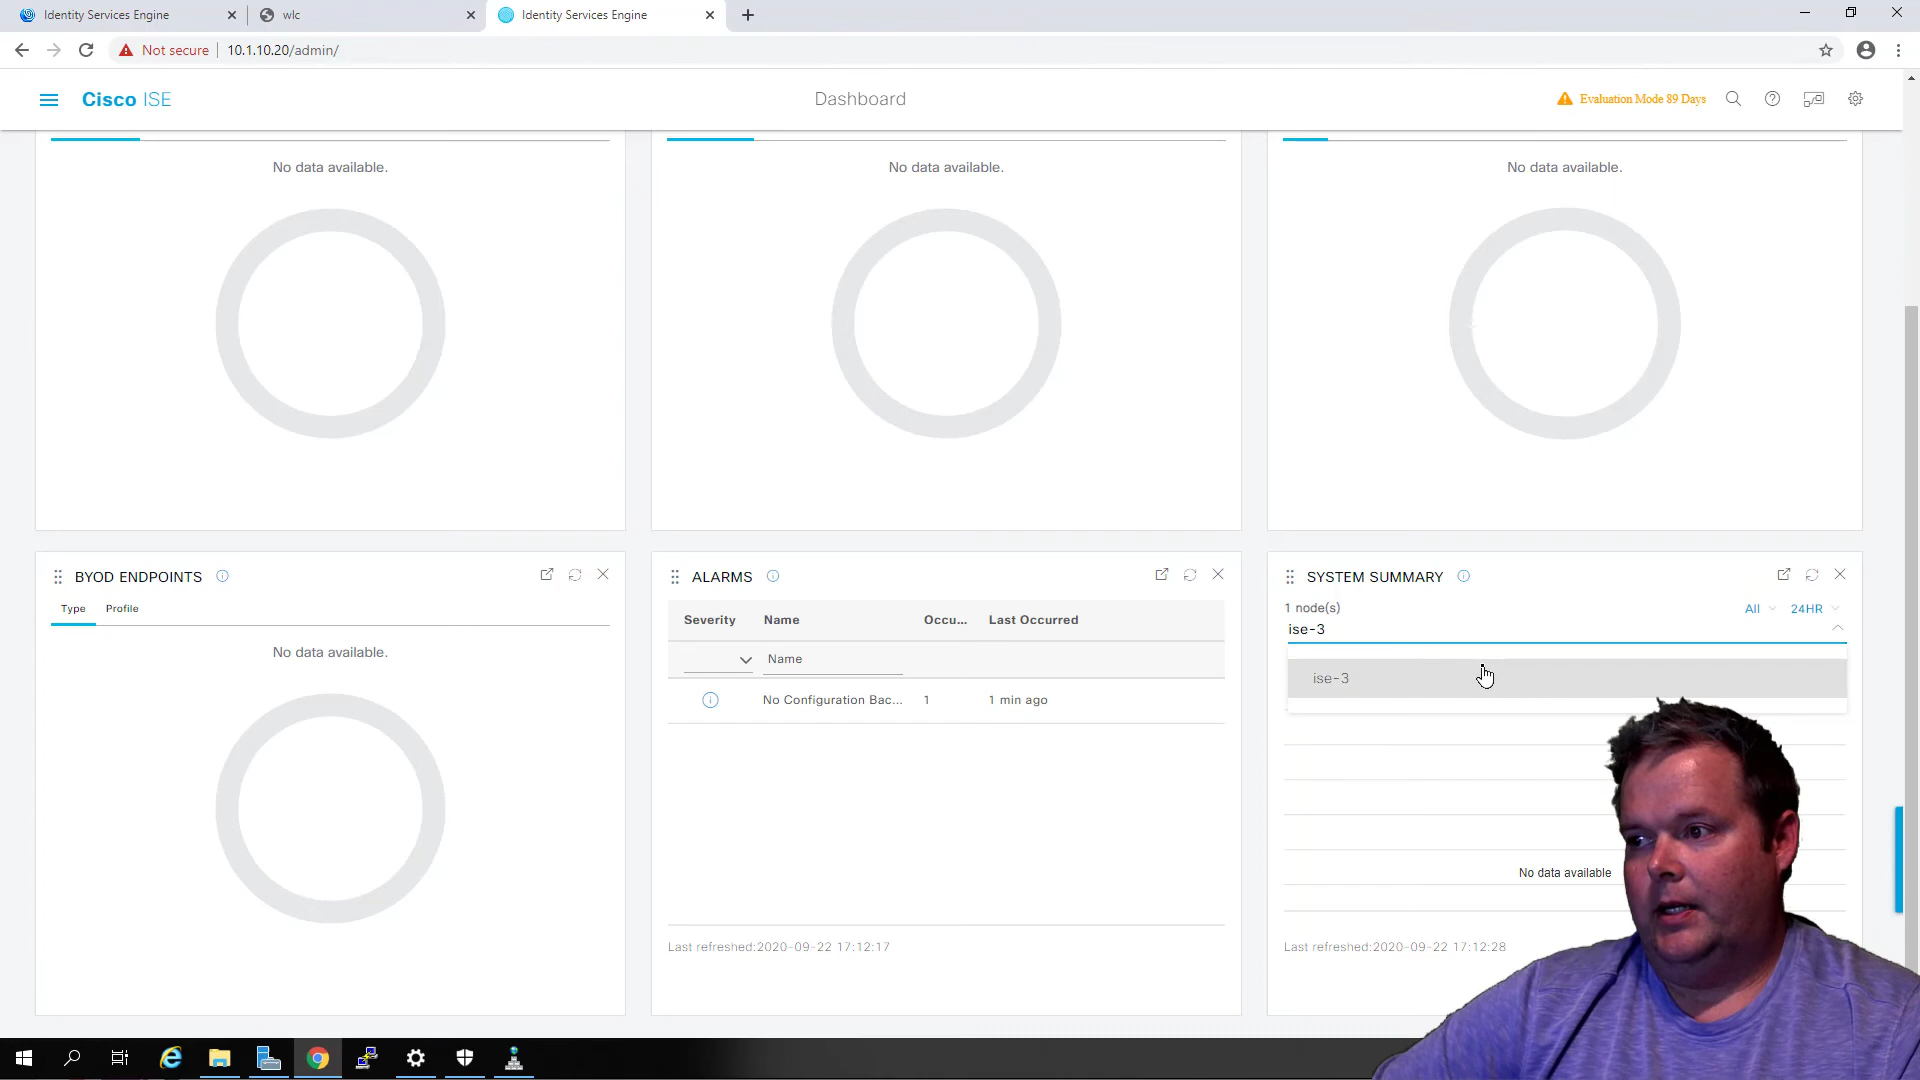 Identity Services Engine
wlc
Identity Services Engine
Not secure
10.1.10.20/admin/
Cisco ISE
Dashboard
Evaluation Mode 89 Days
No data available.
No data available.
No data available.
BYOD ENDPOINTS
Type
Profile
No data available.
ALARMS
Severity
Name
Occu...
Last Occurred
Name
No Configuration Bac...
1
1 min ago
Last refreshed:2020-09-22 17:12:17
SYSTEM SUMMARY
1 node(s)
All
24HR
ise-3
ise-3
No data available
Last refreshed:2020-09-22 17:12:28